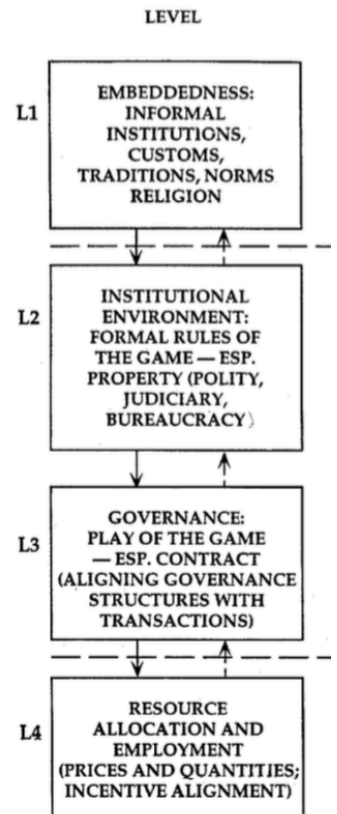 LEVEL
L1
EMBEDDEDNESS:
INFORMAL
INSTITUTIONS,
CUSTOMS,
TRADITIONS, NORMS
RELIGION
L2
INSTITUTIONAL
ENVIRONMENT:
FORMAL RULES OF
THE GAME — ESP.
PROPERTY (POLITY,
JUDICIARY,
BUREAUCRACY)
L3
GOVERNANCE:
PLAY OF THE GAME
— ESP. CONTRACT
(ALIGNING GOVERNANCE
STRUCTURES WITH
TRANSACTIONS)
L4
RESOURCE
ALLOCATION AND
EMPLOYMENT
(PRICES AND QUANTITIES;
INCENTIVE ALIGNMENT)